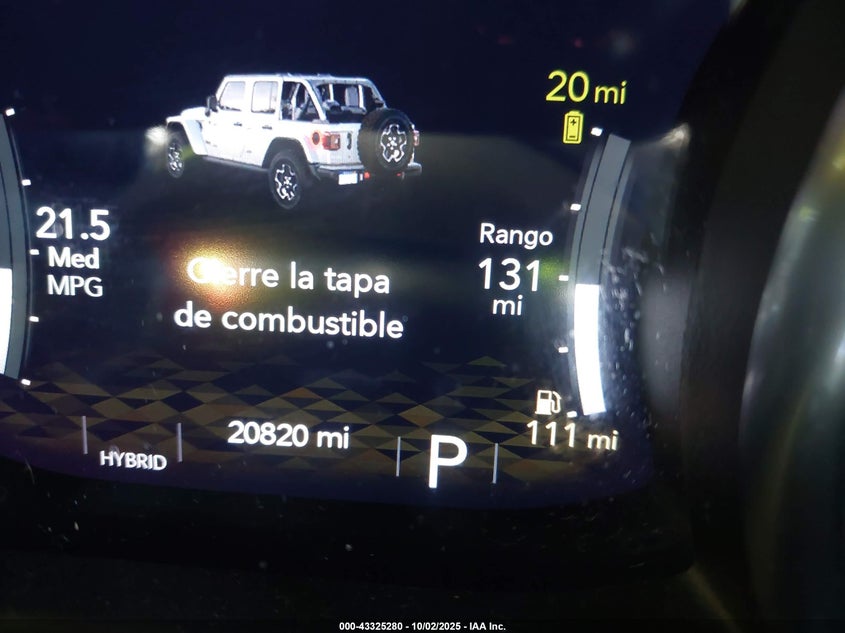 20 mi
21.5
Med
MPG
Rango
131
mi
Cierre la tapa
de combustible
20820 mi
HYBRID
P
111 mi
000-43325280 - 10/02/2025 - IAA Inc.